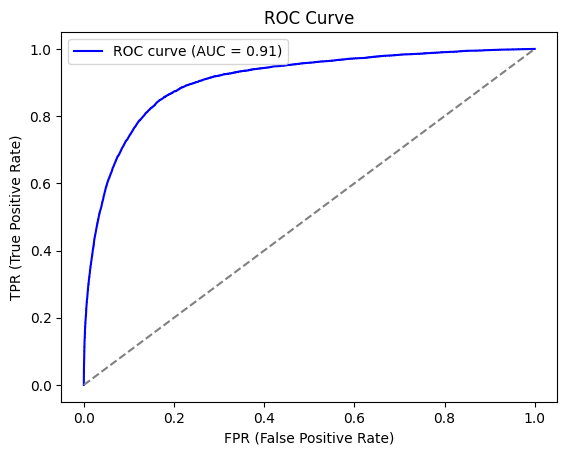 ROC Curve
ROC curve (AUC = 0.91)
1.0
0.8
0.6
0.4
0.2
0.0
TPR (True Positive Rate)
0.0 0.2 0.4 0.6 0.8 1.0
FPR (False Positive Rate)